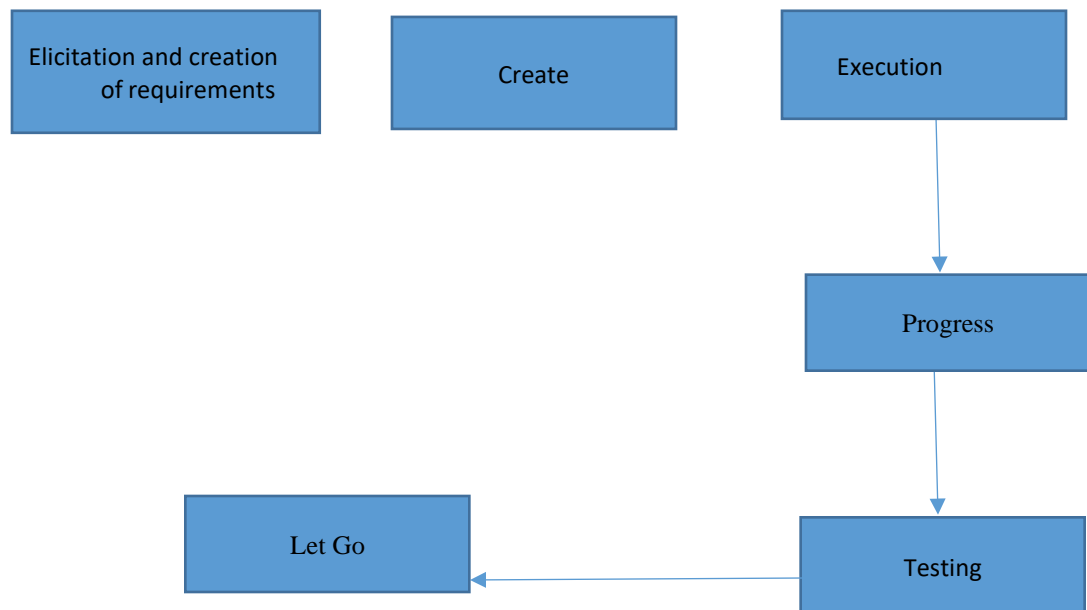 Elicitation and creation
of requirements
Create
Execution
Progress
Let Go
Testing